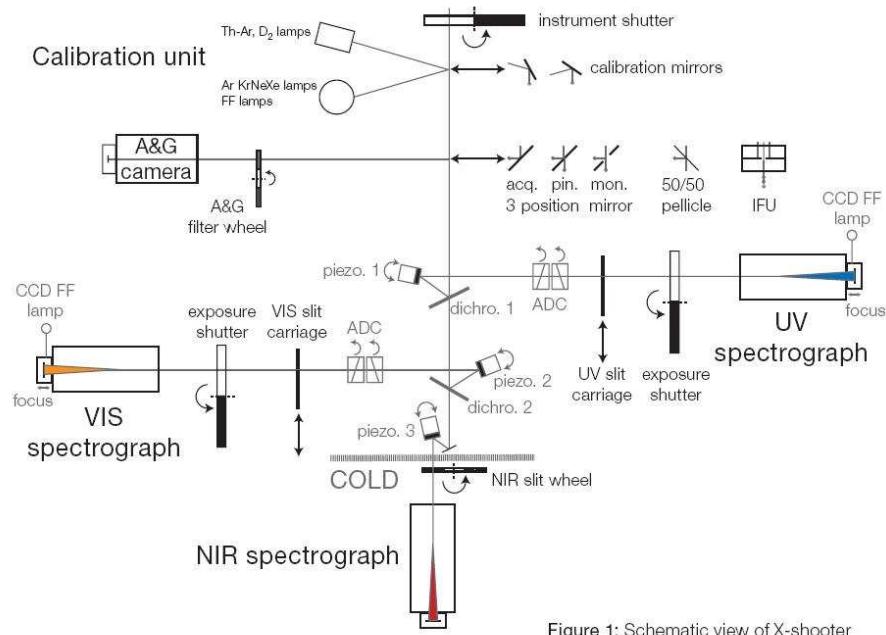 instrument shutter
Th-Ar, D2 lamps
Calibration unit
calibration mirrors
Ar KrNeXe lamps
FF lamps
A&G
camera
acq. pin. mon.
3 position mirror
50/50
pellicle
IFU
CCD FF
lamp
A&G
filter wheel
piezo. 1
ADC
dichro. 1
focus
UV
spectrograph
CCD FF
lamp
exposure
shutter
VIS slit
carriage
ADC
UV slit
carriage
exposure
shutter
piezo. 2
dichro. 2
focus
VIS
spectrograph
piezo. 3
COLD
NIR slit wheel
NIR spectrograph
Figure 1: Schematic view of X-shooter